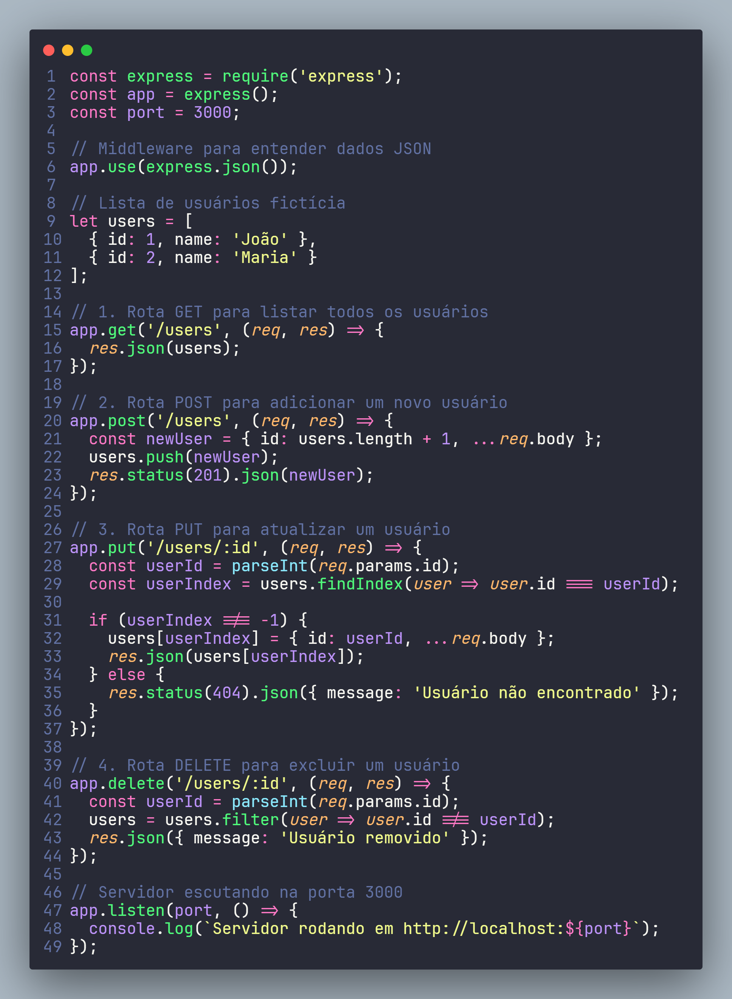 1 const express = require('express');
2 const app = express();
3 const port = 3000;
4
5 // Middleware para entender dados JSON
6 app.use(express.json());
7
8 // Lista de usuários fictícia
9 let users = [
10   { id: 1, name: 'João' },
11   { id: 2, name: 'Maria' }
12 ];
13
14 // 1. Rota GET para listar todos os usuários
15 app.get('/users', (req, res) => {
16   res.json(users);
17 });
18
19 // 2. Rota POST para adicionar um novo usuário
20 app.post('/users', (req, res) => {
21   const newUser = { id: users.length + 1, ...req.body };
22   users.push(newUser);
23   res.status(201).json(newUser);
24 });
25
26 // 3. Rota PUT para atualizar um usuário
27 app.put('/users/:id', (req, res) => {
28   const userId = parseInt(req.params.id);
29   const userIndex = users.findIndex(user => user.id === userId);
30
31   if (userIndex !== -1) {
32     users[userIndex] = { id: userId, ...req.body };
33     res.json(users[userIndex]);
34   } else {
35     res.status(404).json({ message: 'Usuário não encontrado' });
36   }
37 });
38
39 // 4. Rota DELETE para excluir um usuário
40 app.delete('/users/:id', (req, res) => {
41   const userId = parseInt(req.params.id);
42   users = users.filter(user => user.id !== userId);
43   res.json({ message: 'Usuário removido' });
44 });
45
46 // Servidor escutando na porta 3000
47 app.listen(port, () => {
48   console.log(`Servidor rodando em http://localhost:${port}`);
49 });